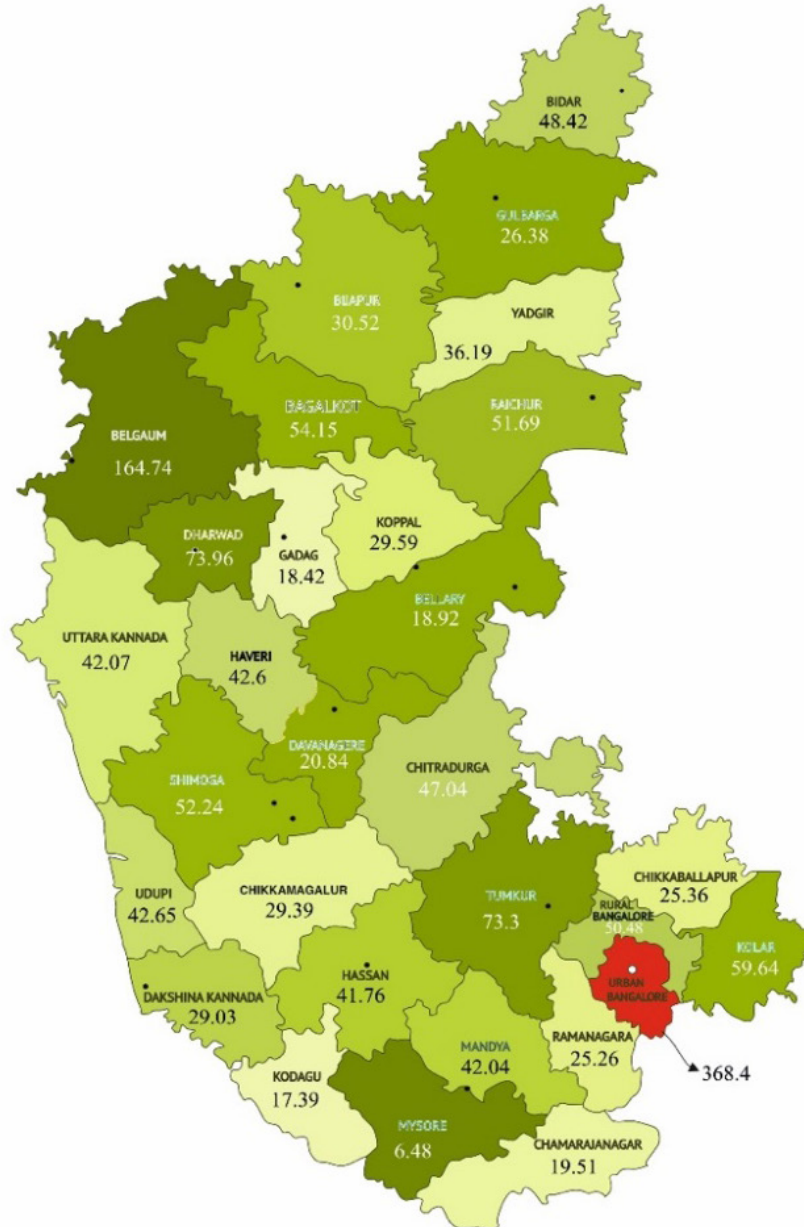 BIDAR
48.42
GULBARGA
26.38
BIJAPUR
30.52
YADGIR
36.19
RAICHUR
51.69
BAGALKOT
54.15
BELGAUM
164.74
DHARWAD
73.96
GADAG
18.42
KOPPAL
29.59
BELLARY
18.92
UTTARA KANNADA
42.07
HAVERI
42.6
DAVANAGERE
20.84
SHIMOGA
52.24
CHITRADURGA
47.04
UDUPI
42.65
CHIKKAMAGALUR
29.39
TUMKUR
73.3
CHIKKABALLAPUR
25.36
RURAL
BANGALORE
50.48
KOLAR
59.64
URBAN
BANGALORE
368.4
HASSAN
41.76
DAKSHINA KANNADA
29.03
MANDYA
42.04
RAMANAGARA
25.26
KODAGU
17.39
MYSORE
6.48
CHAMARAJANAGAR
19.51